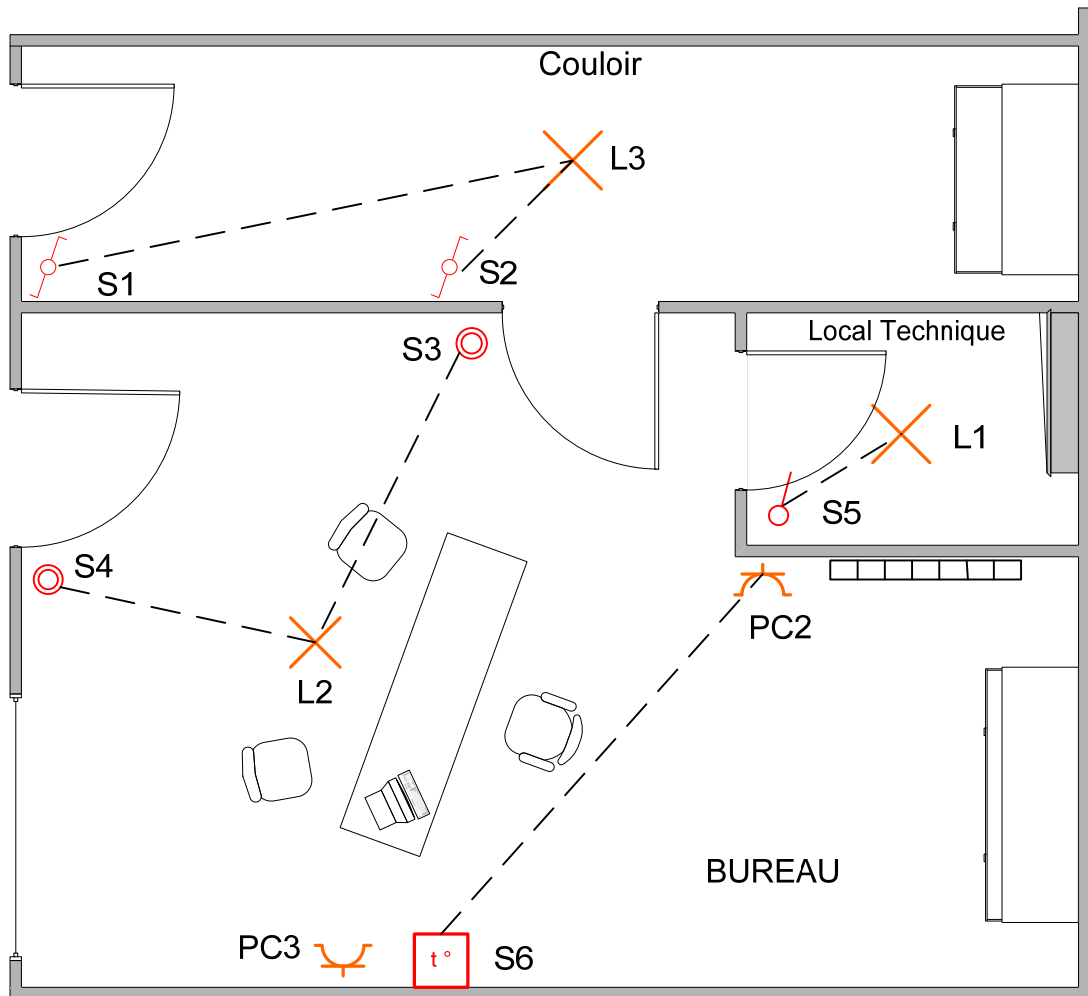 Couloir
L3
S1
S2
Local Technique
S3
L1
S5
S4
PC2
L2
BUREAU
PC3
t °
S6